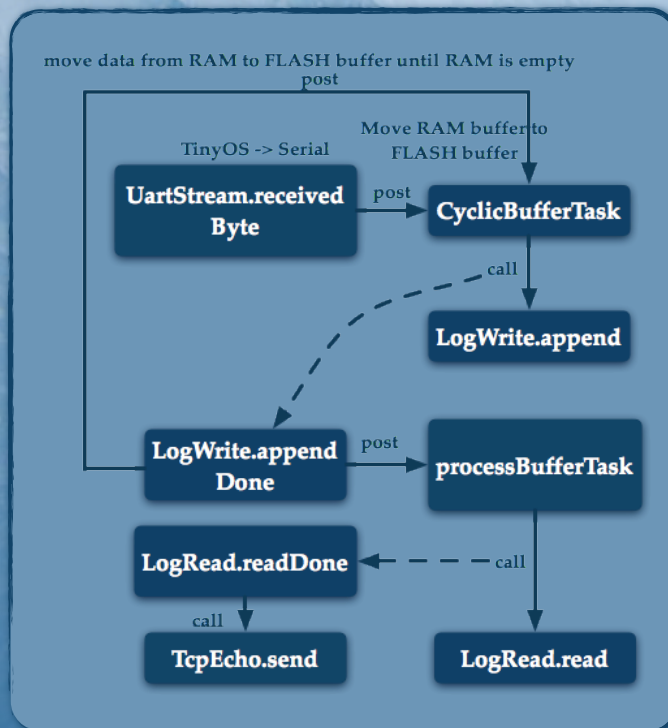 move data from RAM to FLASH buffer until RAM is empty
post
Move RAM buffer to
FLASH buffer
TinyOS -> Serial
UartStream.received
Byte
post
CyclicBufferTask
call
LogWrite.append
LogWrite.append
Done
post
processBufferTask
LogRead.readDone
call
call
TcpEcho.send
LogRead.read